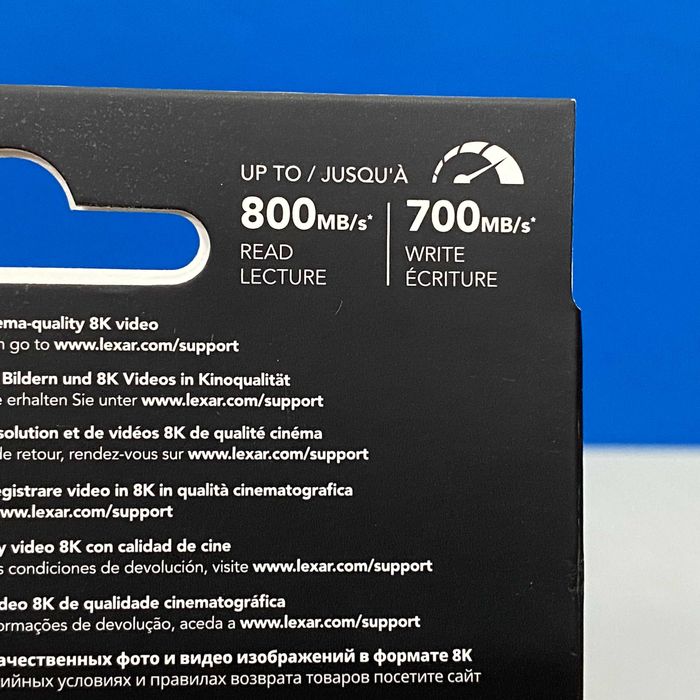 UP TO / JUSQU'À
800MB/s* 700MB/s*
READ WRITE
LECTURE ÉCRITURE
ema-quality 8K video
n go to www.lexar.com/support
Bildern und 8K Videos in Kinoqualität
e erhalten Sie unter www.lexar.com/support
solution et de vidéos 8K de qualité cinéma
de retour, rendez-vous sur www.lexar.com/support
egistrare video in 8K in qualità cinematografica
www.lexar.com/support
y video 8K con calidad de cine
s condiciones de devolución, visite www.lexar.com/support
deo 8K de qualidade cinematográfica
ormações de devolução, aceda a www.lexar.com/support
ачественных фото и видео изображений в формате 8K
ийных условиях и правилах возврата товаров посетите сайт